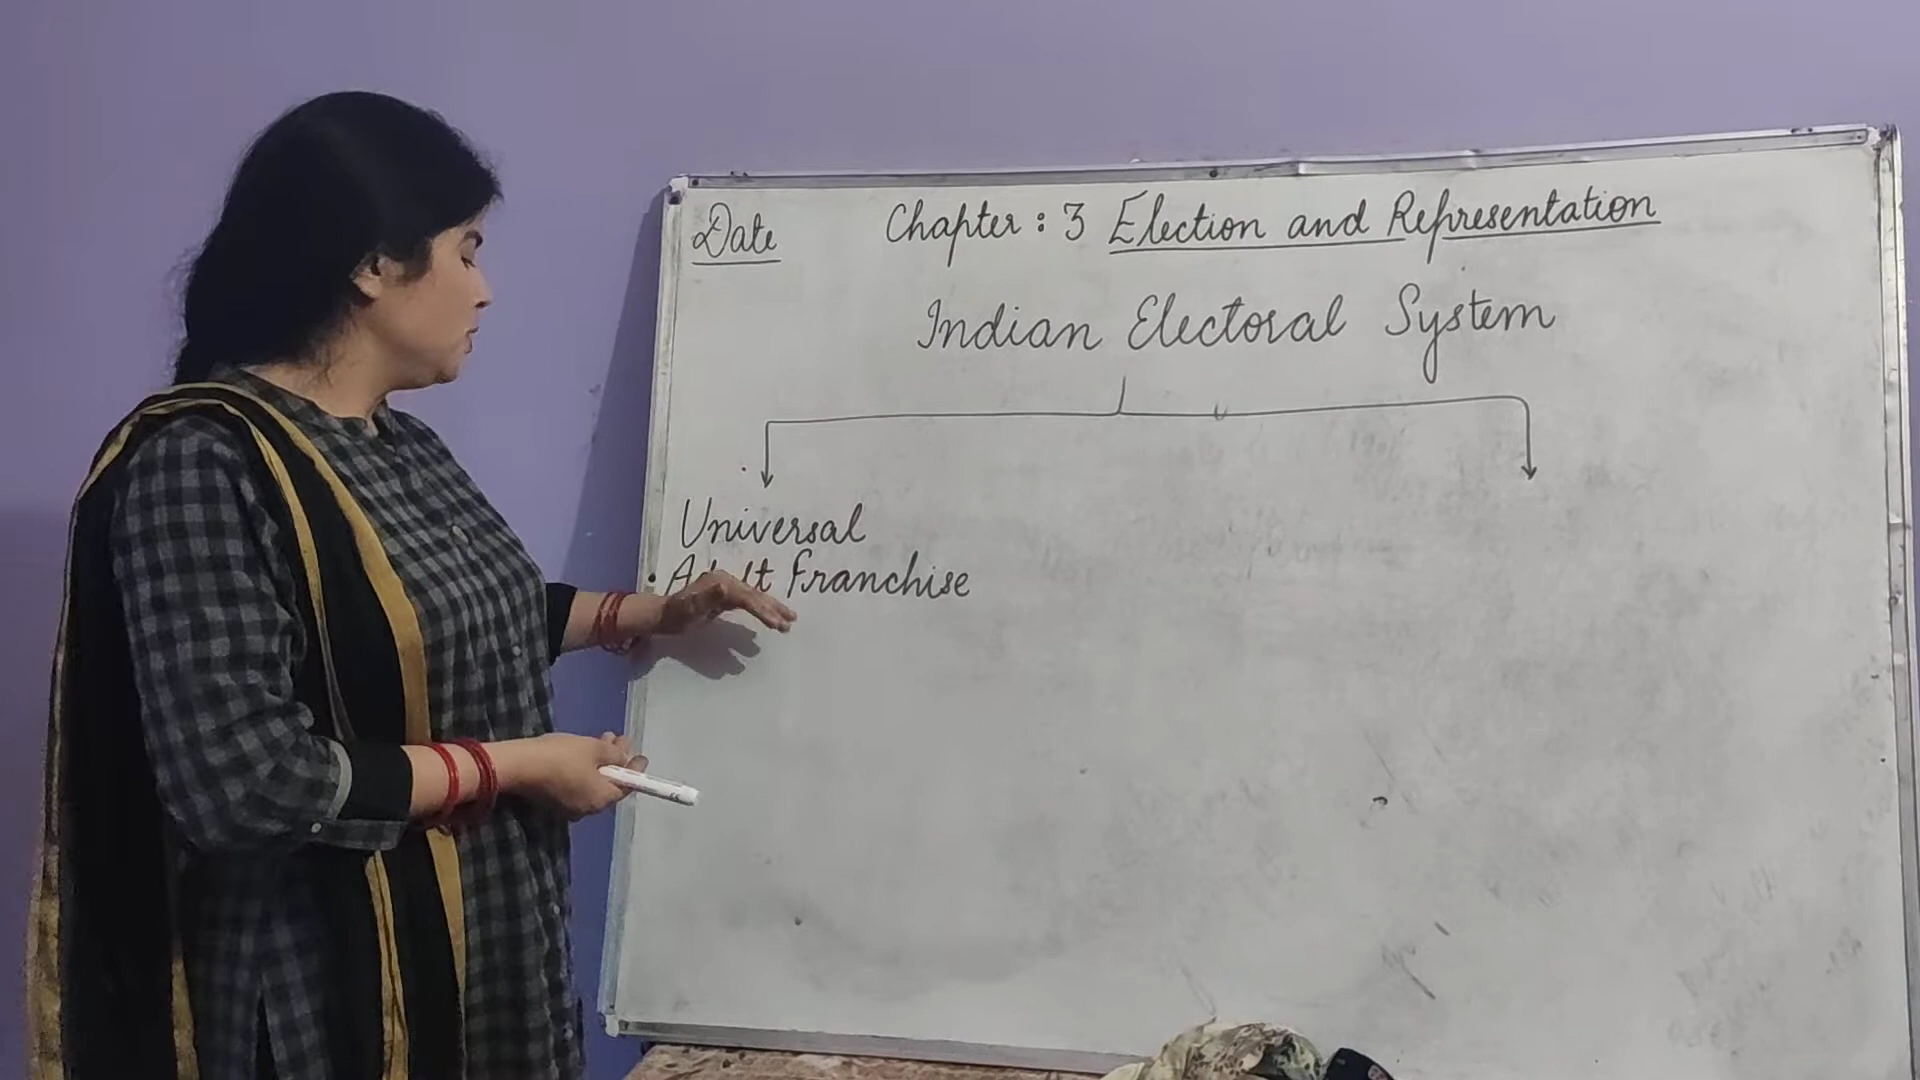 Date
Chapter : 3 Election and Representation
Indian Electoral System
Universal
Adult Franchise